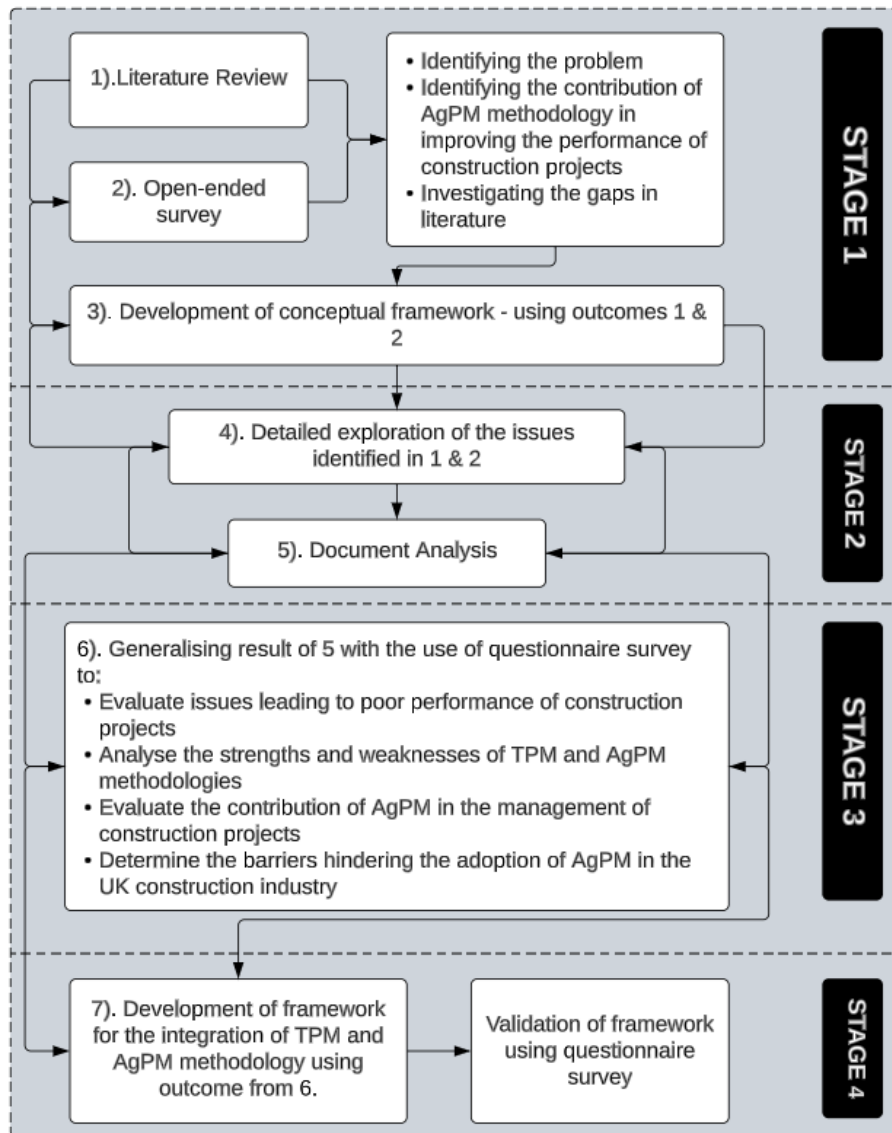 1).Literature Review
2). Open-ended
survey
• Identifying the problem
• Identifying the contribution of
AgPM methodology in
improving the performance of
construction projects
• Investigating the gaps in
literature
3). Development of conceptual framework - using outcomes 1 &
2
STAGE 1
4). Detailed exploration of the issues
identified in 1 & 2
5). Document Analysis
STAGE 2
6). Generalising result of 5 with the use of questionnaire survey
to:
• Evaluate issues leading to poor performance of construction
projects
• Analyse the strengths and weaknesses of TPM and AgPM
methodologies
• Evaluate the contribution of AgPM in the management of
construction projects
• Determine the barriers hindering the adoption of AgPM in the
UK construction industry
STAGE 3
7). Development of framework
for the integration of TPM and
AgPM methodology using
outcome from 6.
Validation of framework
using questionnaire
survey
STAGE 4